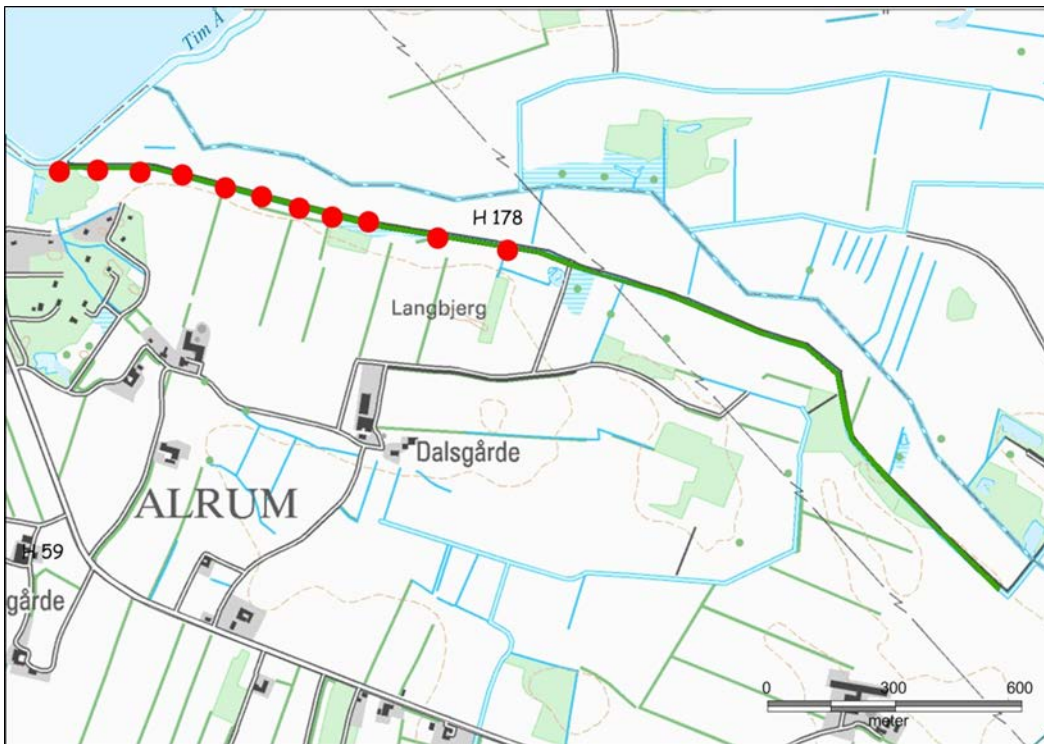 Tim Å
H 178
Langbjerg
Dalsgårde
ALRUM
H 59
gårde
0 300 600
meter